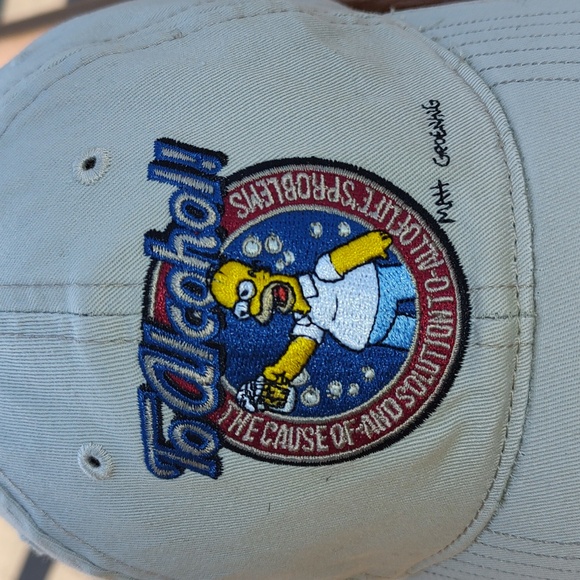 To Alcohol!!
THE CAUSE OF-AND SOLUTION TO-ALL OF LIFE'S PROBLEMS
MATT GROENING